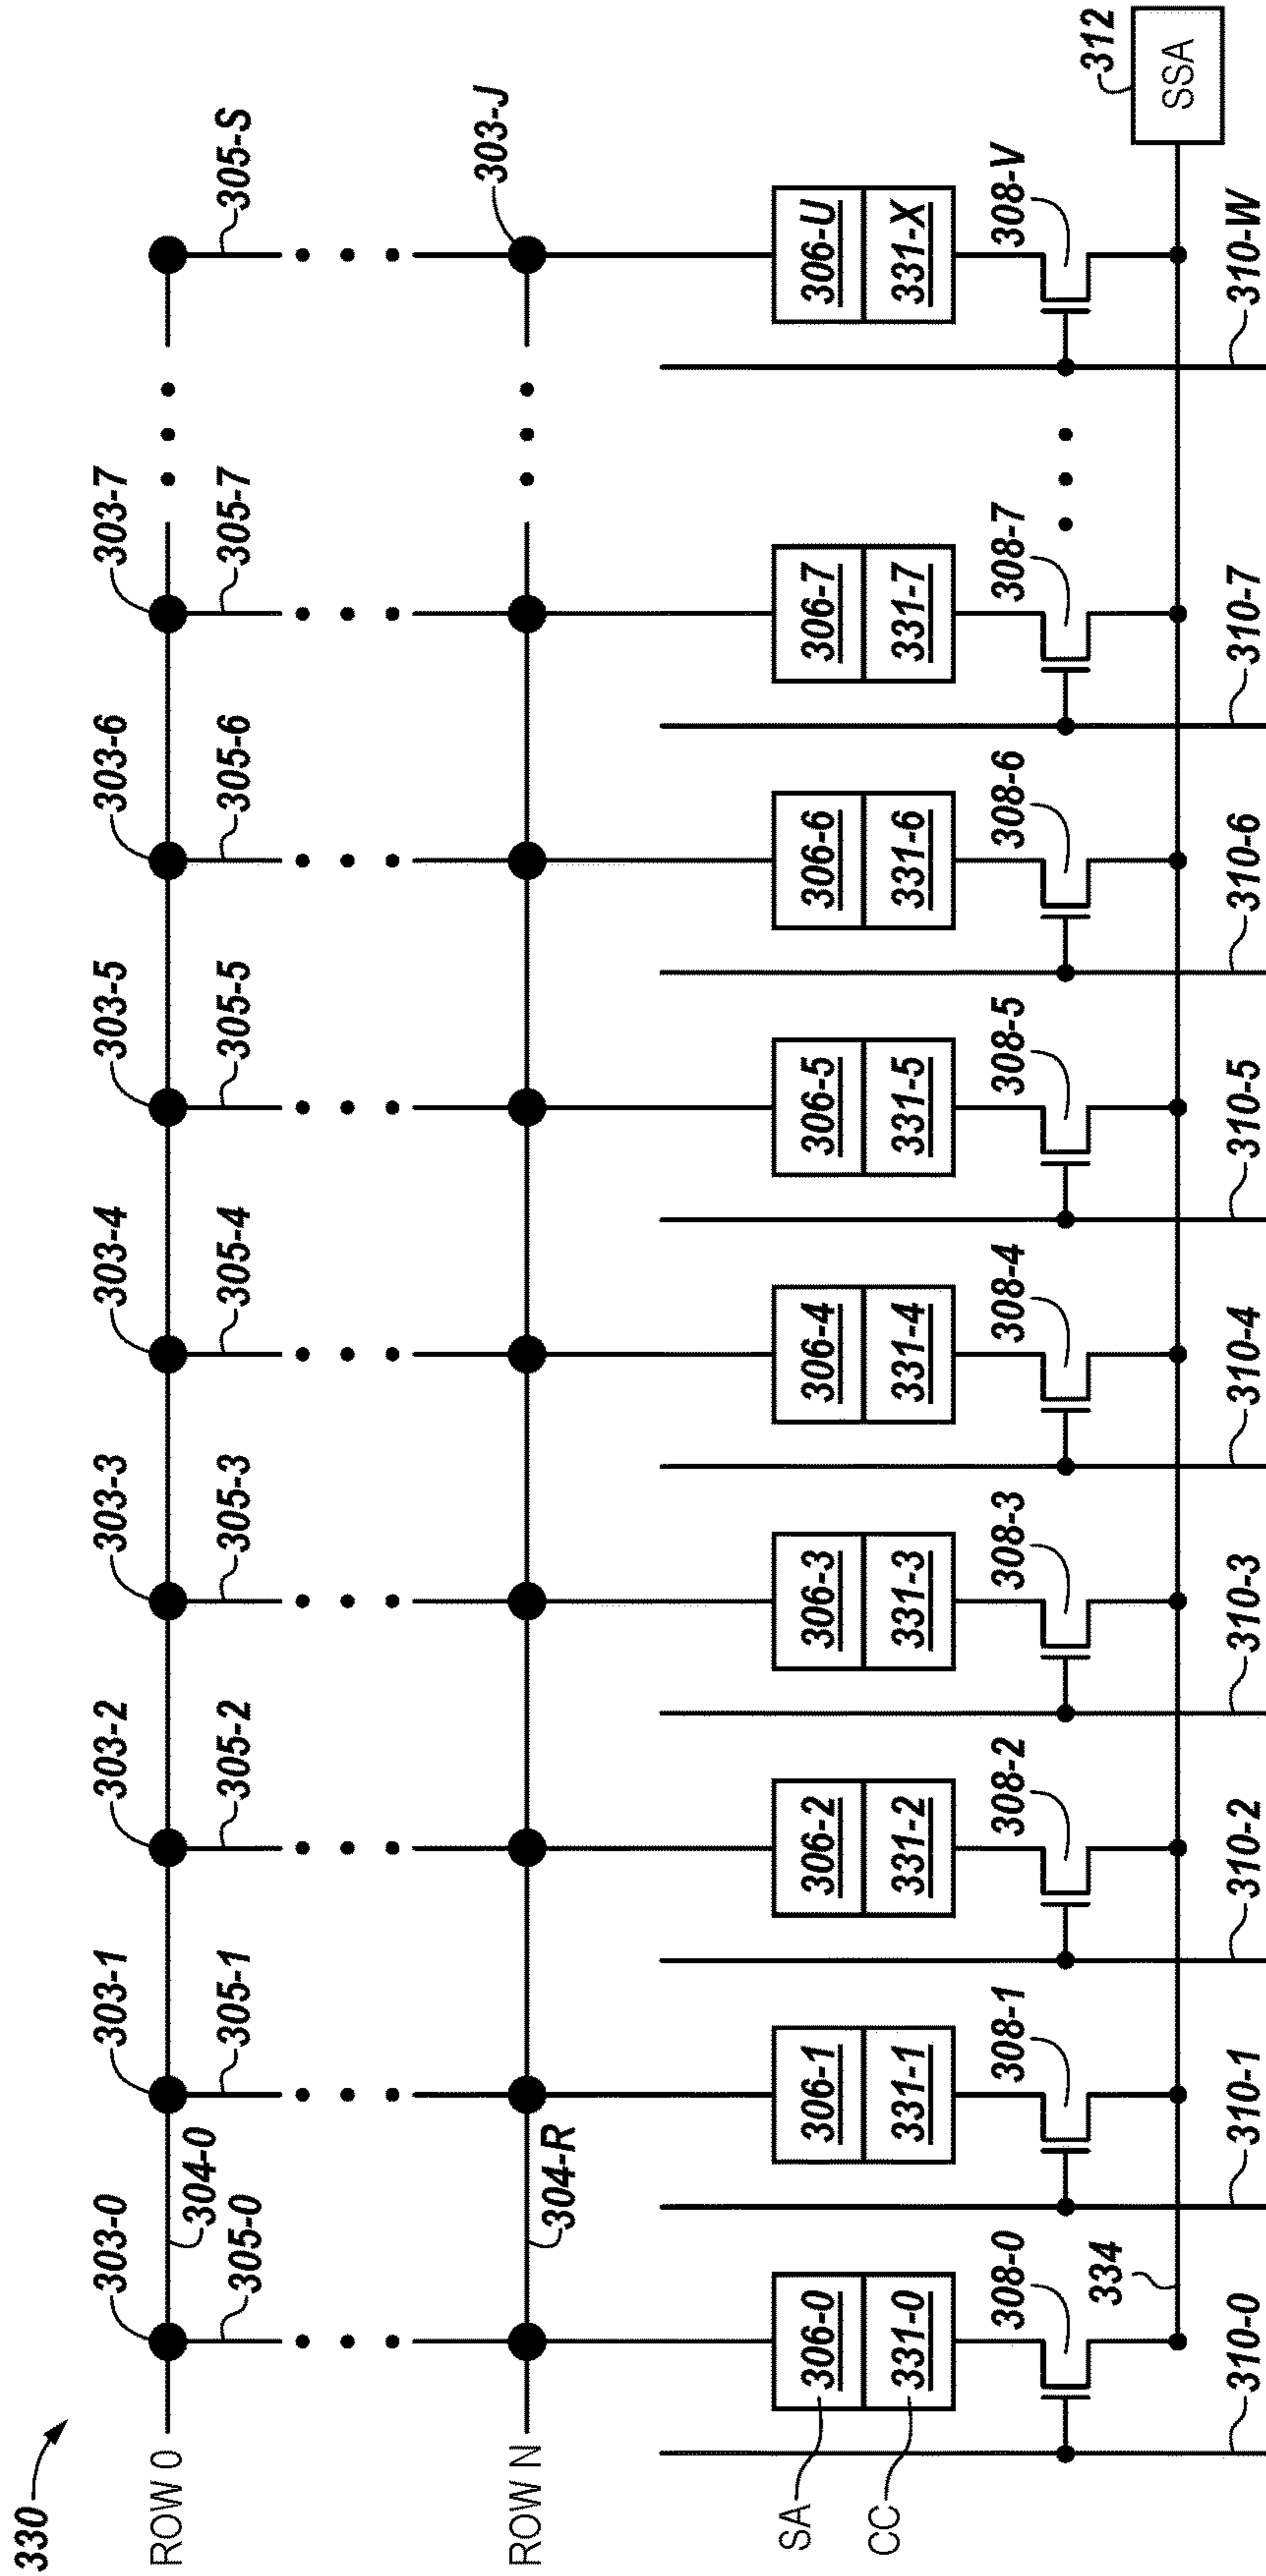 330
303-0 303-1 303-2 303-3 303-4 303-5 303-6 303-7
ROW 0
304-0
305-0 305-1 305-2 305-3 305-4 305-5 305-6 305-7 305-S
303-J
ROW N
304-R
SA 306-0 306-1 306-2 306-3 306-4 306-5 306-6 306-7 306-U
CC 331-0 331-1 331-2 331-3 331-4 331-5 331-6 331-7 331-X
308-0 308-1 308-2 308-3 308-4 308-5 308-6 308-7 308-V
312
334
SSA
310-0 310-1 310-2 310-3 310-4 310-5 310-6 310-7 310-W